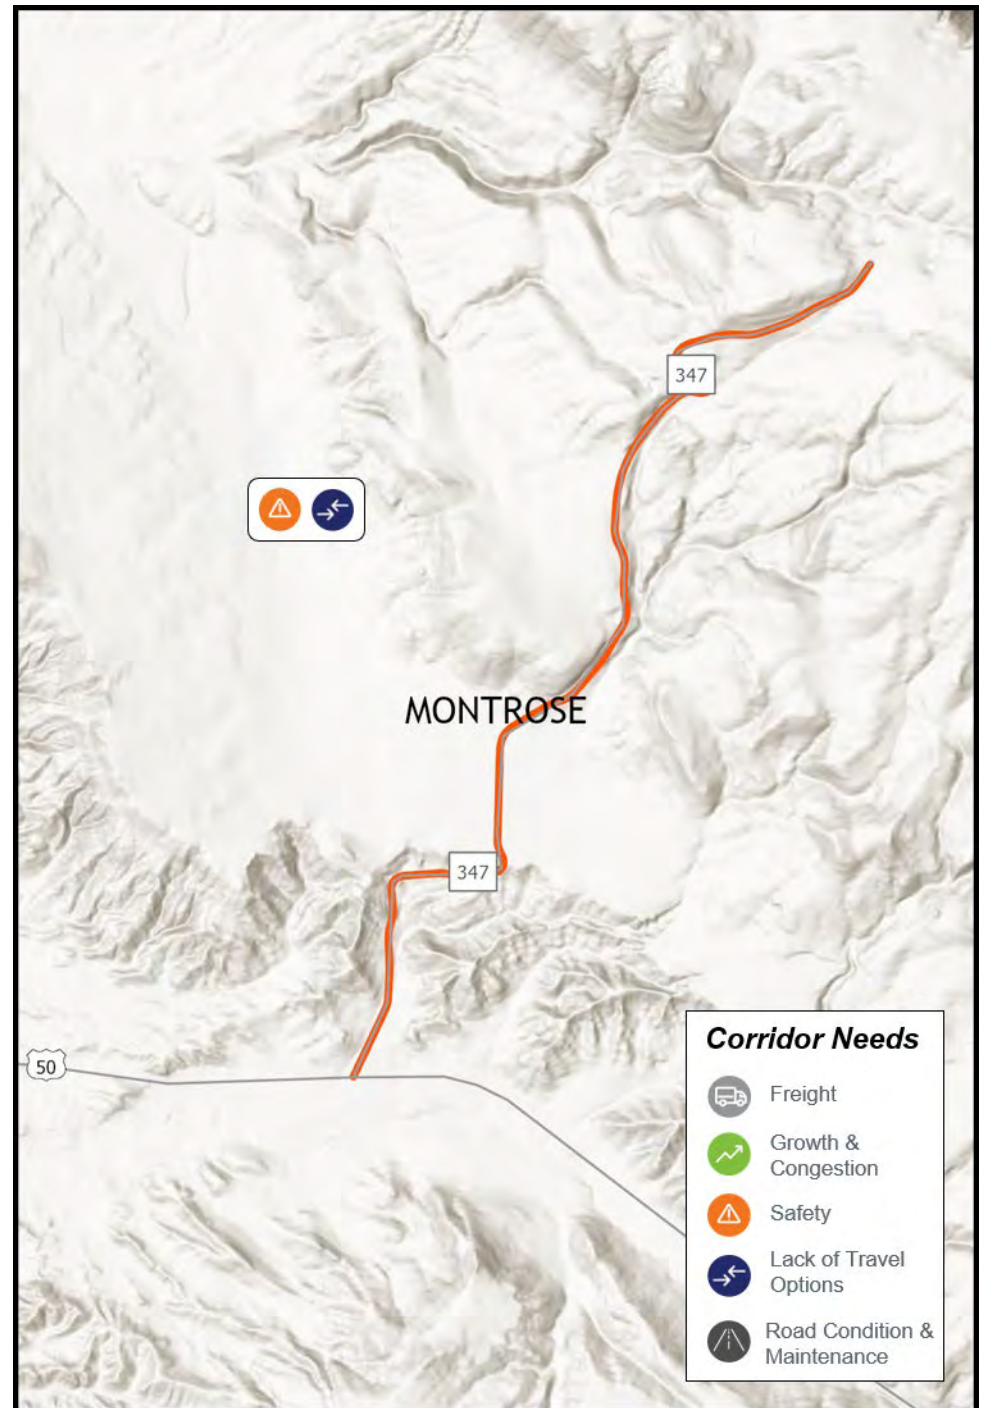 347
MONTROSE
347
50
Corridor Needs
Freight
Growth &
Congestion
Safety
Lack of Travel
Options
Road Condition &
Maintenance